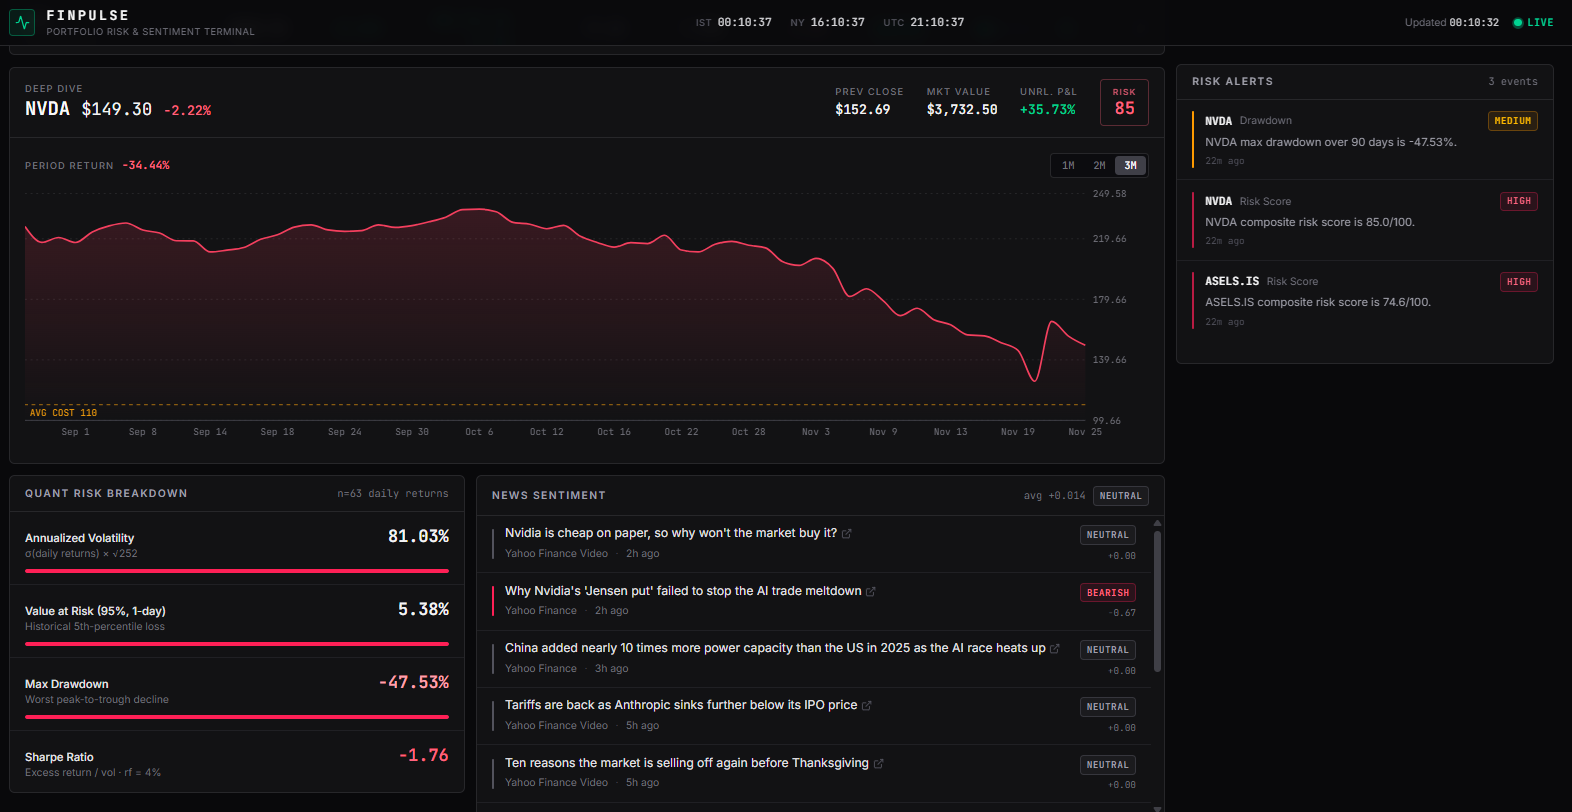 FINPULSE
PORTFOLIO RISK & SENTIMENT TERMINAL
IST 00:10:37 NY 16:10:37 UTC 21:10:37
Updated 00:10:32 LIVE
DEEP DIVE
NVDA $149.30 -2.22%
PREV CLOSE
$152.69
MKT VALUE
$3,732.50
UNRL. P&L
+35.73%
RISK
85
PERIOD RETURN -34.44%
1M 2M 3M
249.58
219.66
179.66
139.66
99.66
AVG COST 110
Sep 1 Sep 8 Sep 14 Sep 18 Sep 24 Sep 30 Oct 6 Oct 12 Oct 16 Oct 22 Oct 28 Nov 3 Nov 9 Nov 13 Nov 19 Nov 25
RISK ALERTS 3 events
NVDA Drawdown MEDIUM
NVDA max drawdown over 90 days is -47.53%.
22m ago
NVDA Risk Score HIGH
NVDA composite risk score is 85.0/100.
22m ago
ASELS.IS Risk Score HIGH
ASELS.IS composite risk score is 74.6/100.
22m ago
QUANT RISK BREAKDOWN n=63 daily returns
Annualized Volatility 81.03%
σ(daily returns) × √252
Value at Risk (95%, 1-day) 5.38%
Historical 5th-percentile loss
Max Drawdown -47.53%
Worst peak-to-trough decline
Sharpe Ratio -1.76
Excess return / vol · rf = 4%
NEWS SENTIMENT avg +0.014 NEUTRAL
Nvidia is cheap on paper, so why won't the market buy it? NEUTRAL
Yahoo Finance Video · 2h ago +0.00
Why Nvidia's 'Jensen put' failed to stop the AI trade meltdown BEARISH
Yahoo Finance · 2h ago -0.67
China added nearly 10 times more power capacity than the US in 2025 as the AI race heats up NEUTRAL
Yahoo Finance · 3h ago +0.00
Tariffs are back as Anthropic sinks further below its IPO price NEUTRAL
Yahoo Finance Video · 5h ago +0.00
Ten reasons the market is selling off again before Thanksgiving NEUTRAL
Yahoo Finance Video · 5h ago +0.00